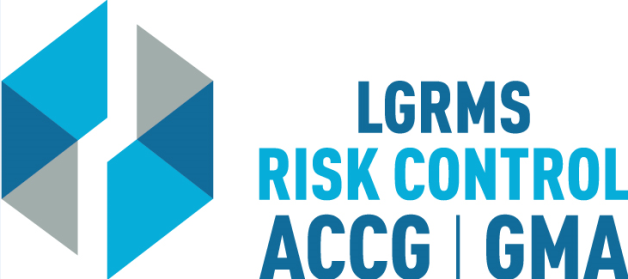 LGRMS
RISK CONTROL
ACCG | GMA